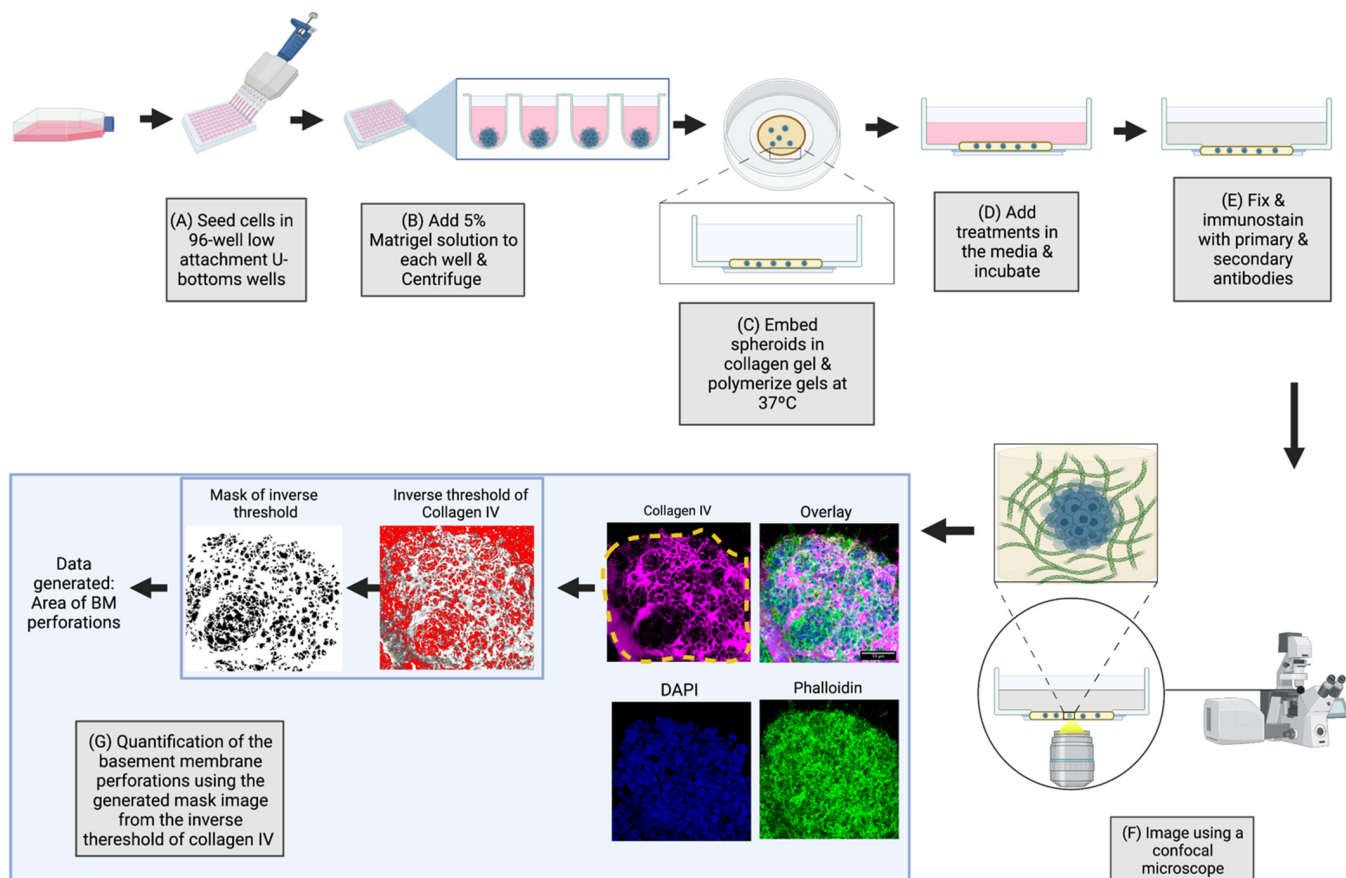 (A) Seed cells in
96-well low
attachment U-
bottoms wells
(B) Add 5%
Matrigel solution to
each well &
Centrifuge
(C) Embed
spheroids in
collagen gel &
polymerize gels at
37ºC
(D) Add
treatments in
the media &
incubate
(E) Fix &
immunostain
with primary &
secondary
antibodies
(F) Image using a
confocal
microscope
Collagen IV
Overlay
DAPI
Phalloidin
Inverse threshold of
Collagen IV
Mask of inverse
threshold
Data
generated:
Area of BM
perforations
(G) Quantification of the
basement membrane
perforations using the
generated mask image
from the inverse
thereshold of collagen IV